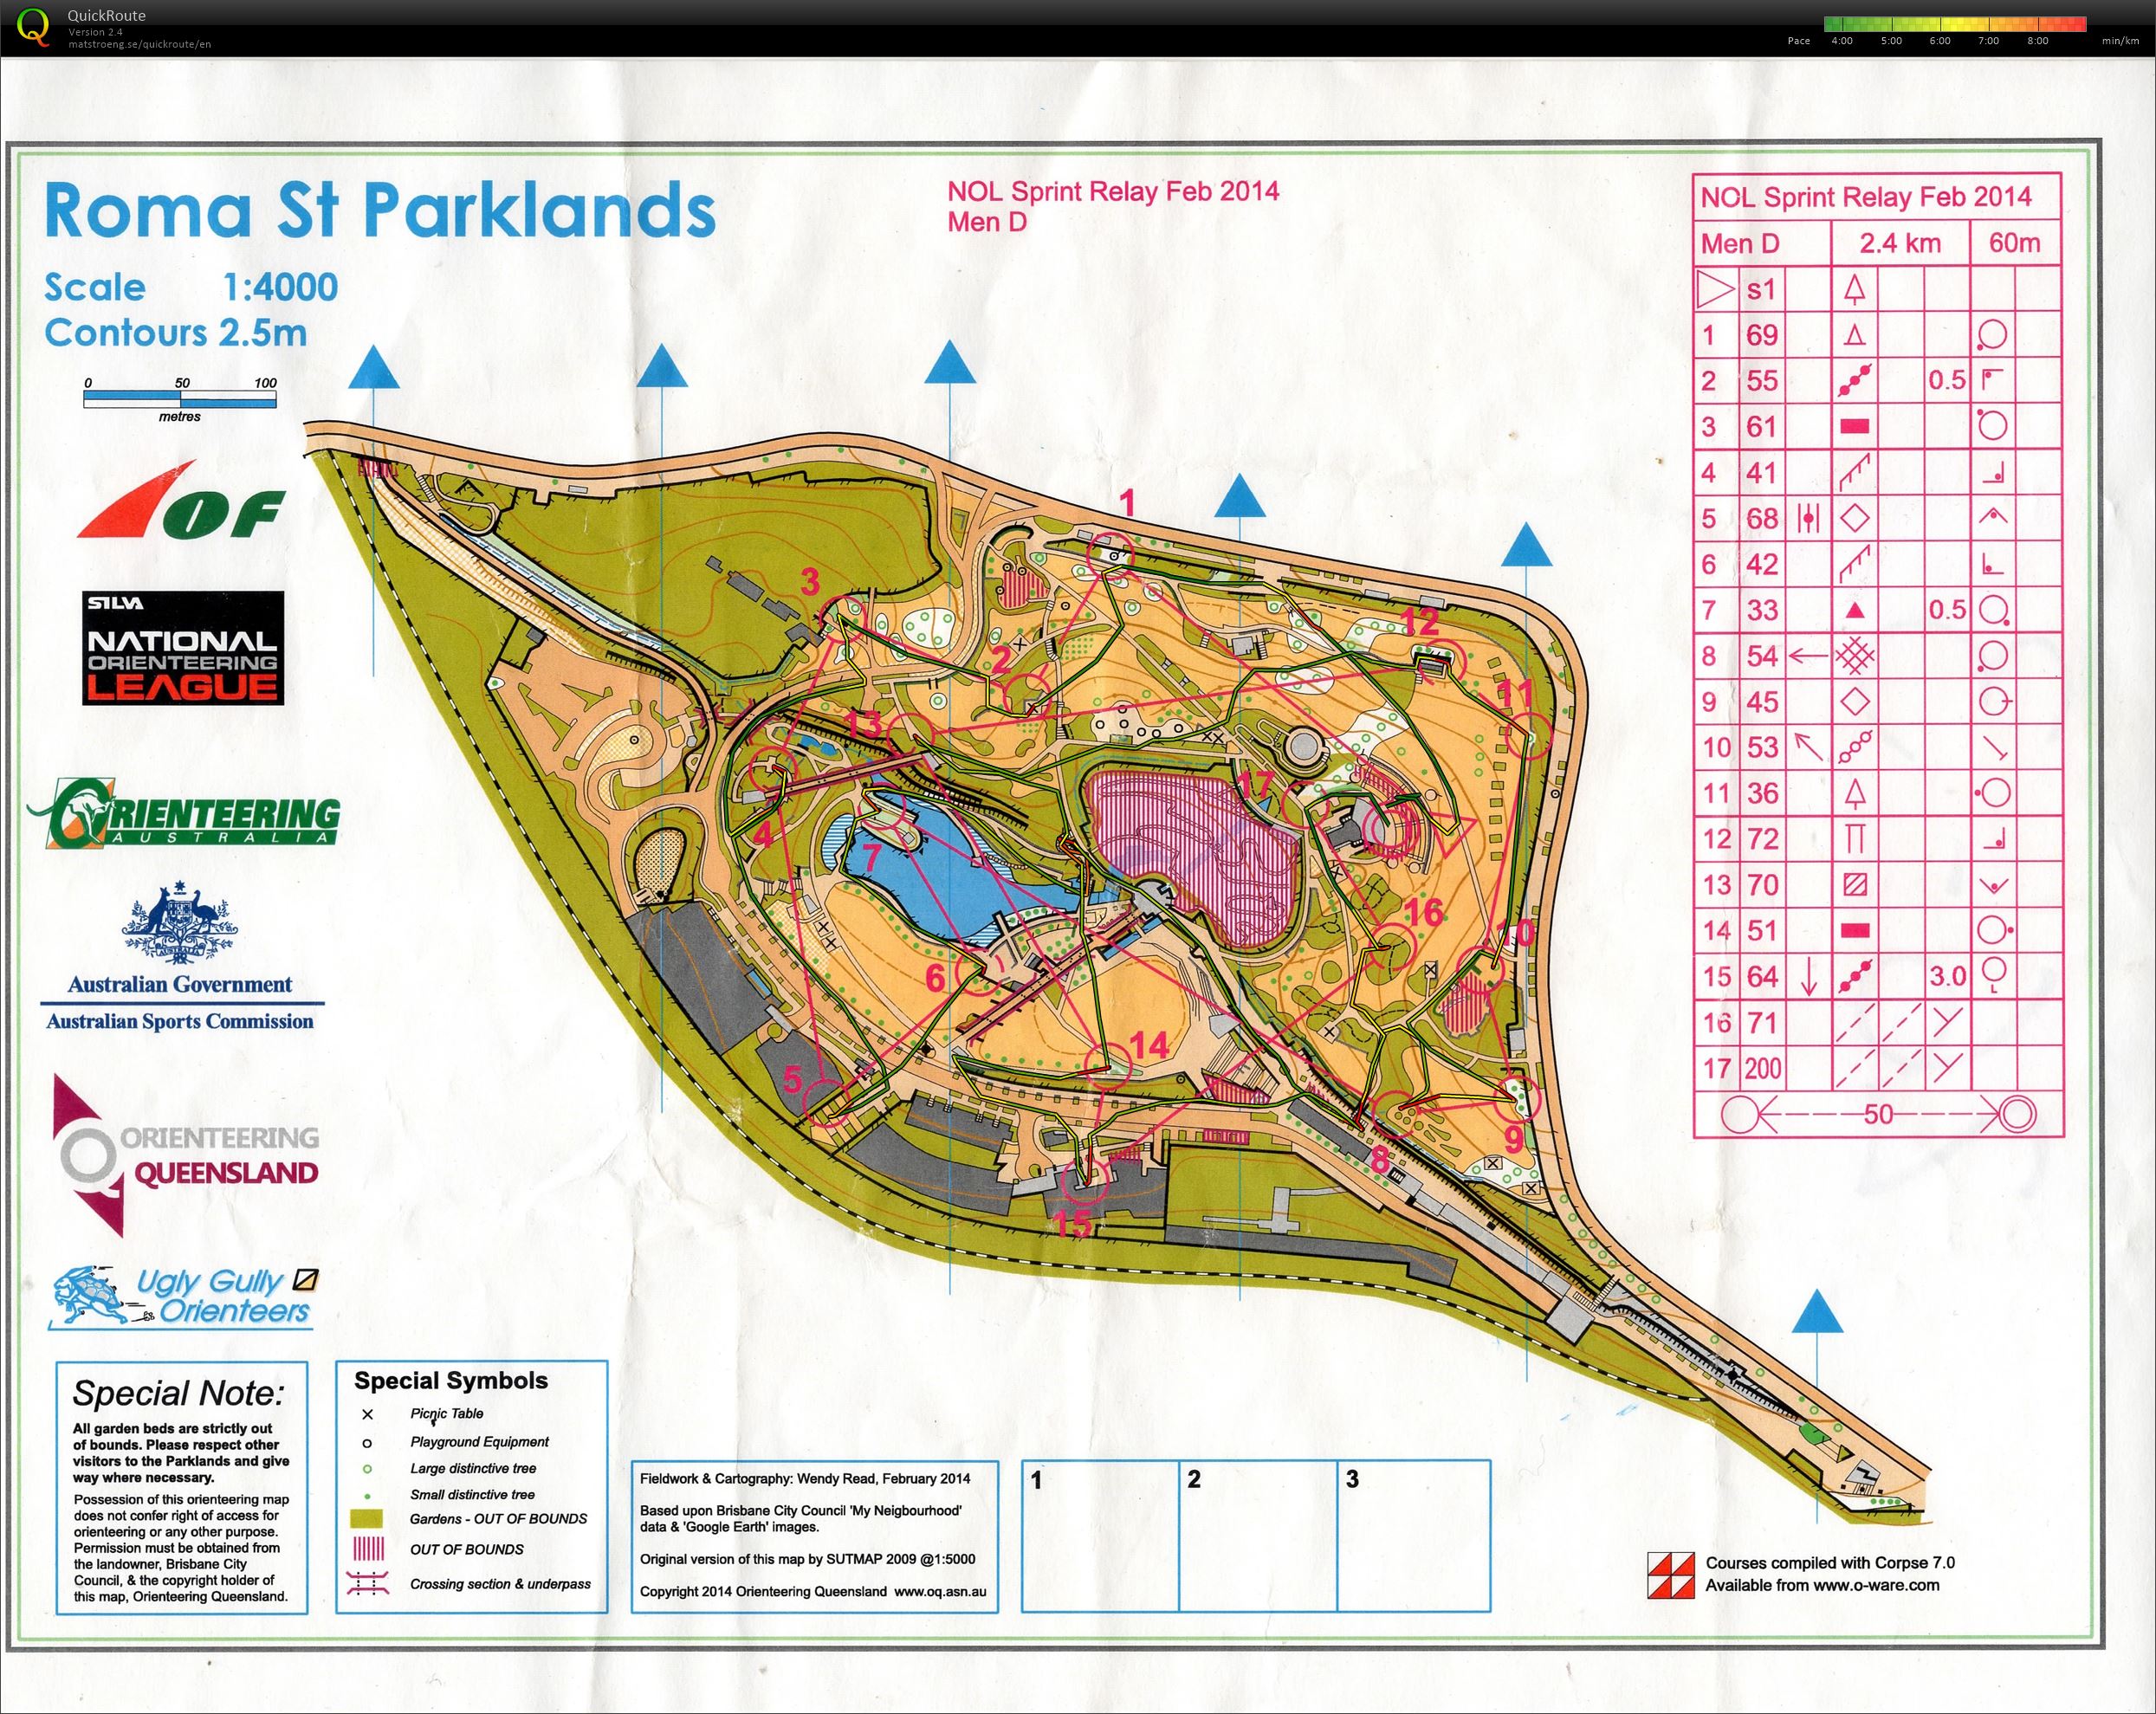 QuickRoute
Version 2.4
matstroeng.se/quickroute/en
Pace 4:00 5:00 6:00 7:00 8:00 min/km
Roma St Parklands
Scale 1:4000
Contours 2.5m
0 50 100
metres
NOL Sprint Relay Feb 2014
Men D
NOL Sprint Relay Feb 2014
Men D 2.4 km 60m
s1
1 69
2 55 0.5
3 61
4 41
5 68
6 42
7 33 0.5
8 54
9 45
10 53
11 36
12 72
13 70
14 51
15 64 3.0
16 71
17 200
50
IOF
SILVA
NATIONAL
ORIENTEERING
LEAGUE
ORIENTEERING
AUSTRALIA
Australian Government
Australian Sports Commission
ORIENTEERING
QUEENSLAND
Ugly Gully
Orienteers
1
3
12
2
11
13
17
4
7
16
10
6
14
5
9
8
15
Special Note:
All garden beds are strictly out
of bounds. Please respect other
visitors to the Parklands and give
way where necessary.
Possession of this orienteering map
does not confer right of access for
orienteering or any other purpose.
Permission must be obtained from
the landowner, Brisbane City
Council, & the copyright holder of
this map, Orienteering Queensland.
Special Symbols
Picnic Table
Playground Equipment
Large distinctive tree
Small distinctive tree
Gardens - OUT OF BOUNDS
OUT OF BOUNDS
Crossing section & underpass
Fieldwork & Cartography: Wendy Read, February 2014
Based upon Brisbane City Council 'My Neigbourhood'
data & 'Google Earth' images.
Original version of this map by SUTMAP 2009 @1:5000
Copyright 2014 Orienteering Queensland www.oq.asn.au
1 2 3
Courses compiled with Corpse 7.0
Available from www.o-ware.com